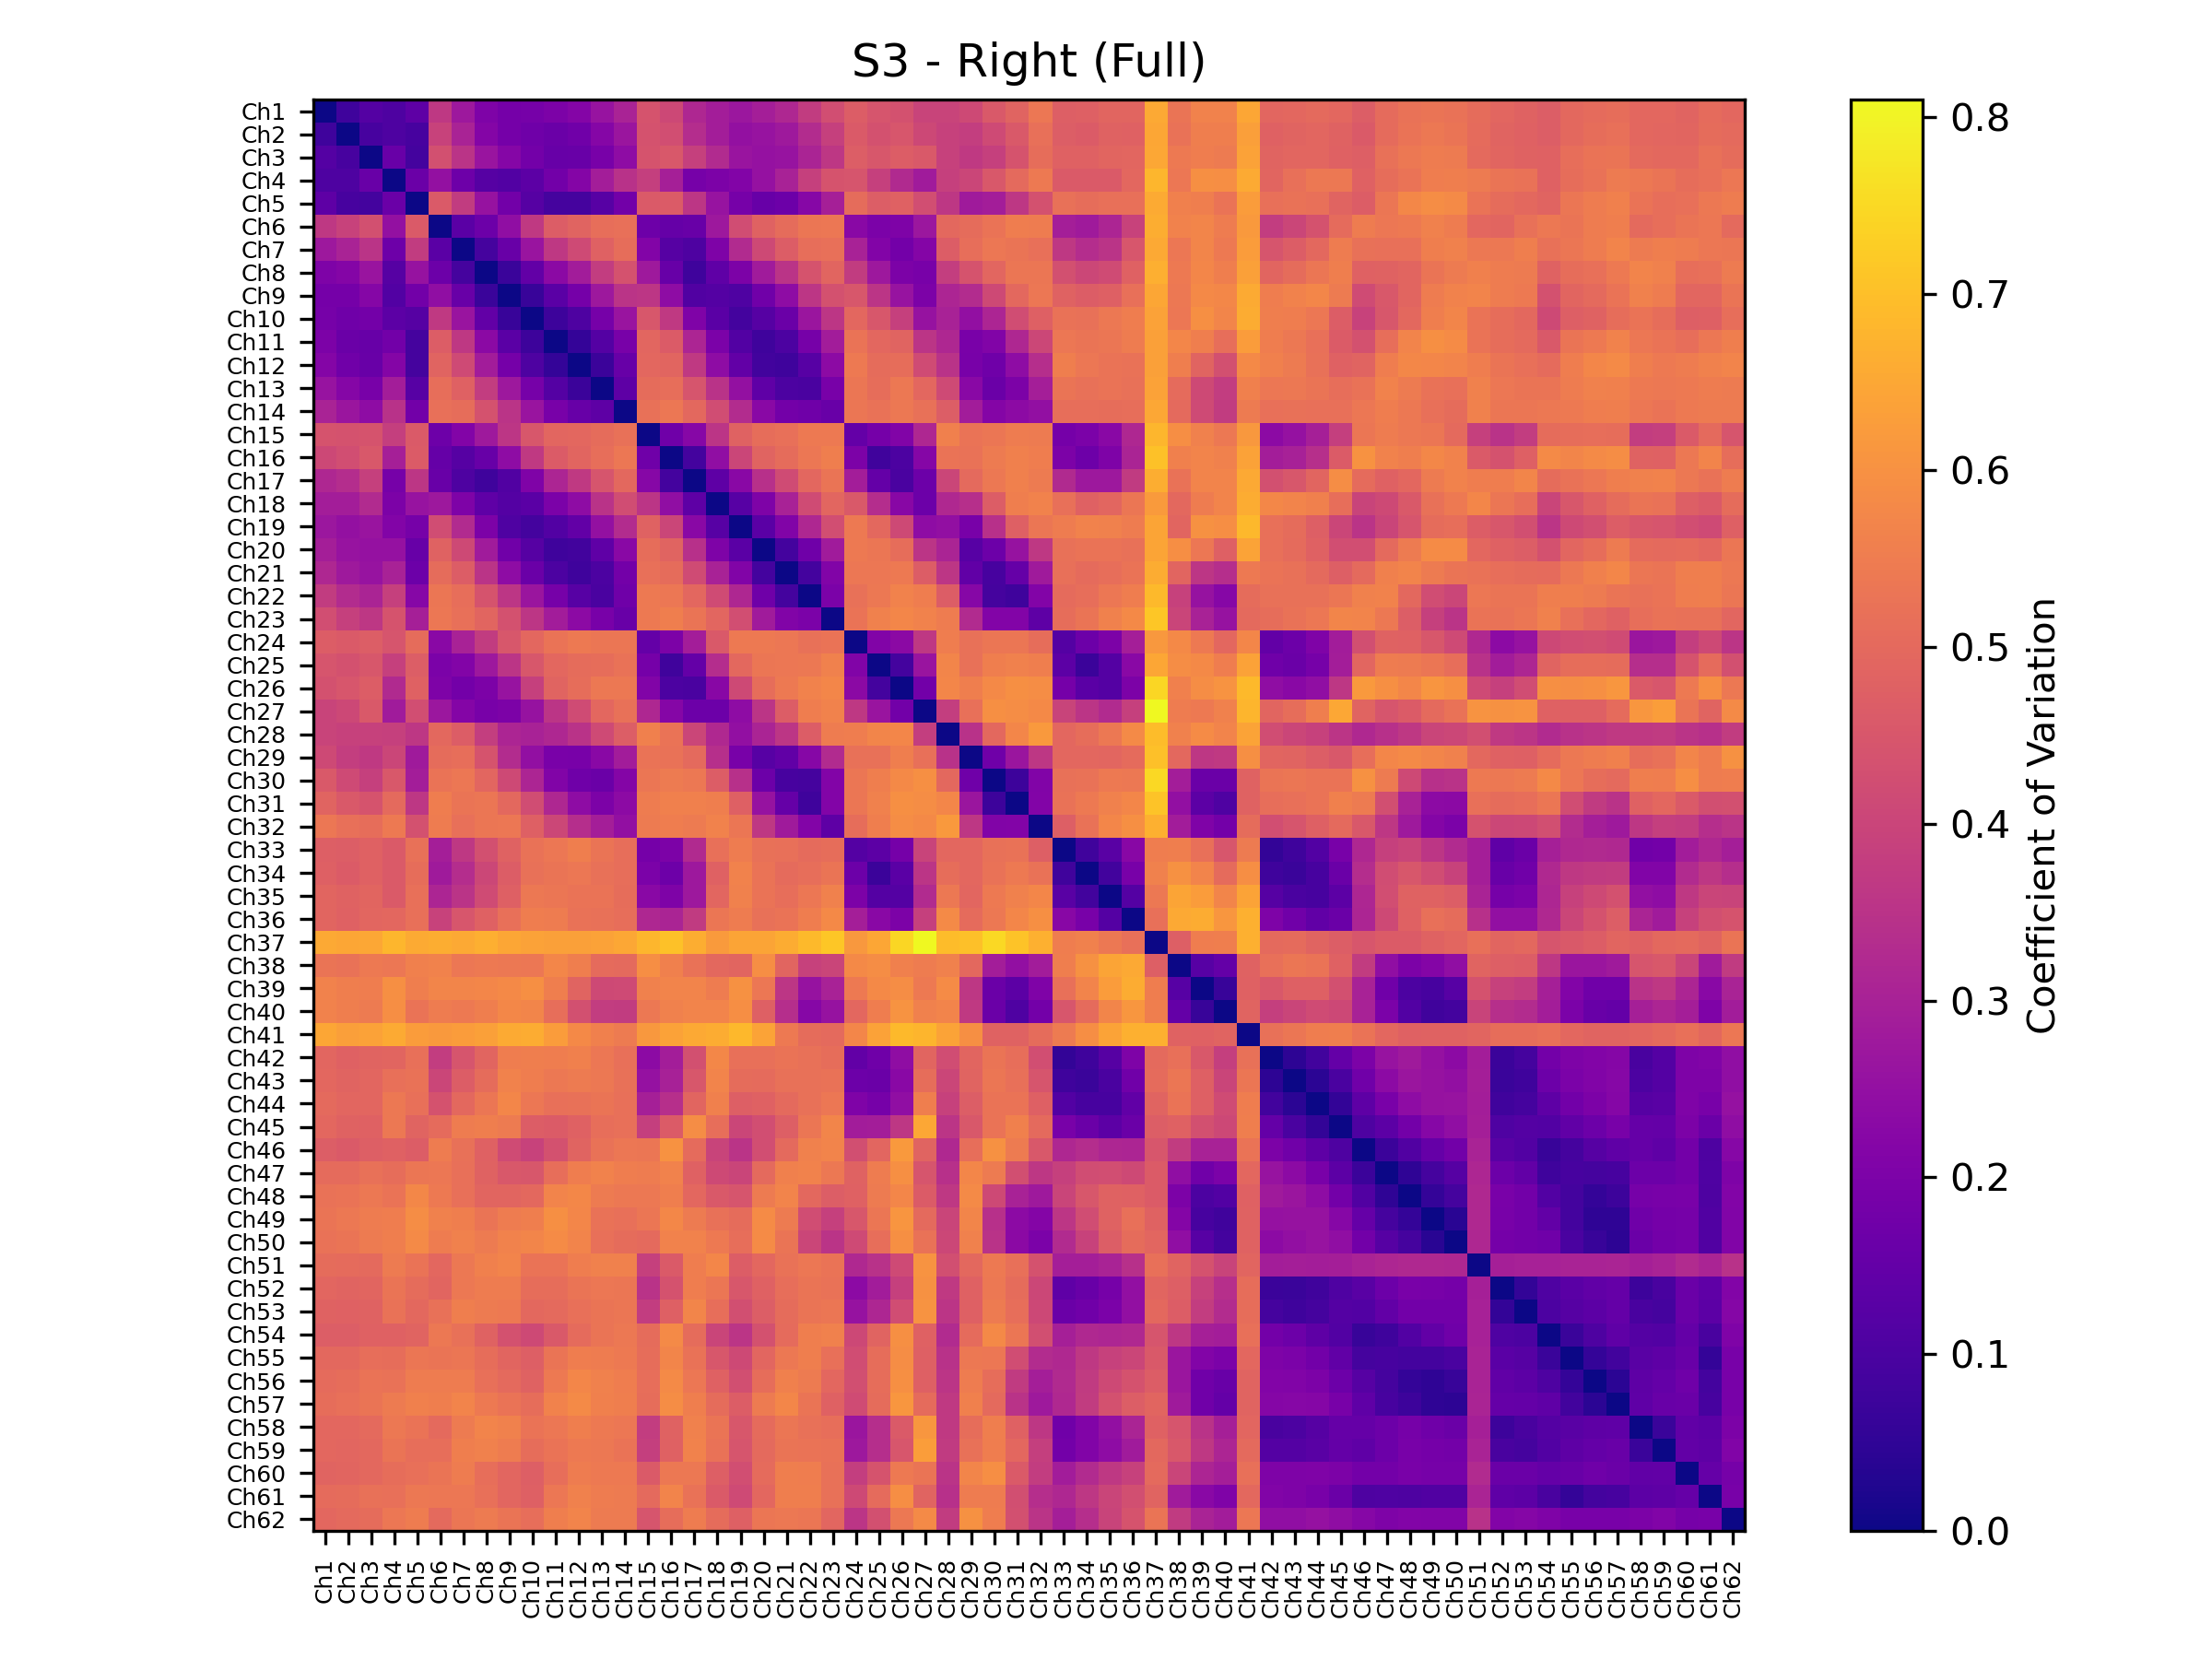 S3 - Right (Full)
Ch1
Ch2
Ch3
Ch4
Ch5
Ch6
Ch7
Ch8
Ch9
Ch10
Ch11
Ch12
Ch13
Ch14
Ch15
Ch16
Ch17
Ch18
Ch19
Ch20
Ch21
Ch22
Ch23
Ch24
Ch25
Ch26
Ch27
Ch28
Ch29
Ch30
Ch31
Ch32
Ch33
Ch34
Ch35
Ch36
Ch37
Ch38
Ch39
Ch40
Ch41
Ch42
Ch43
Ch44
Ch45
Ch46
Ch47
Ch48
Ch49
Ch50
Ch51
Ch52
Ch53
Ch54
Ch55
Ch56
Ch57
Ch58
Ch59
Ch60
Ch61
Ch62
Ch1
Ch2
Ch3
Ch4
Ch5
Ch6
Ch7
Ch8
Ch9
Ch10
Ch11
Ch12
Ch13
Ch14
Ch15
Ch16
Ch17
Ch18
Ch19
Ch20
Ch21
Ch22
Ch23
Ch24
Ch25
Ch26
Ch27
Ch28
Ch29
Ch30
Ch31
Ch32
Ch33
Ch34
Ch35
Ch36
Ch37
Ch38
Ch39
Ch40
Ch41
Ch42
Ch43
Ch44
Ch45
Ch46
Ch47
Ch48
Ch49
Ch50
Ch51
Ch52
Ch53
Ch54
Ch55
Ch56
Ch57
Ch58
Ch59
Ch60
Ch61
Ch62
0.8
0.7
0.6
0.5
0.4
0.3
0.2
0.1
0.0
Coefficient of Variation